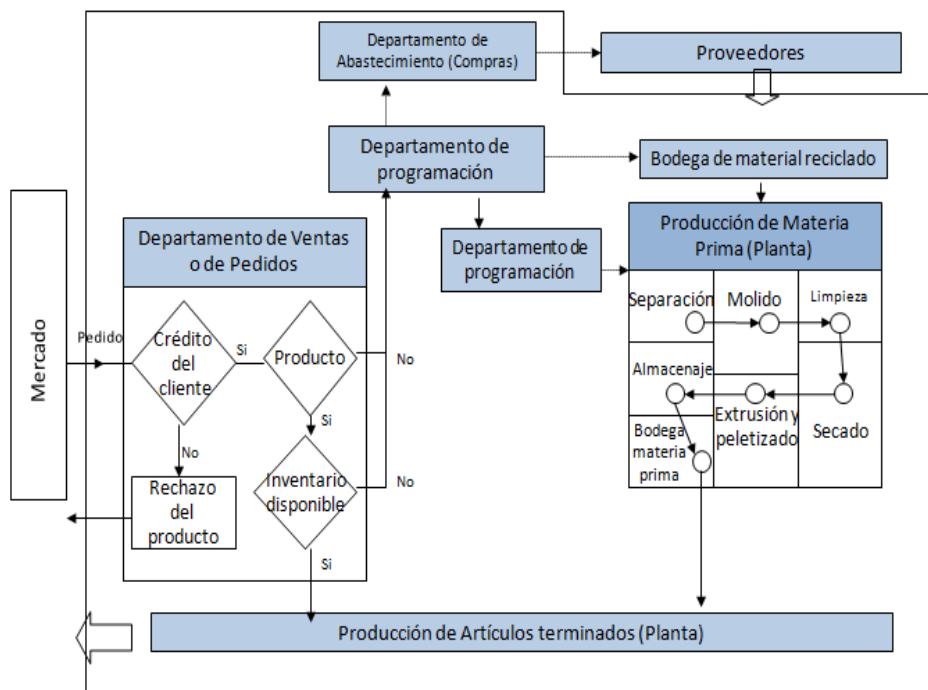 Departamento de
Abastecimiento (Compras)
Proveedores
Departamento de
programación
Bodega de material reciclado
Mercado
Departamento de Ventas
o de Pedidos
Departamento de
programación
Producción de Materia
Prima (Planta)
Pedido
Crédito
del
cliente
Si
Producto
No
Si
No
Rechazo
del
producto
Inventario
disponible
No
Si
Separación
Molido
Limpieza
Almacenaje
Extrusión y
peletizado
Secado
Bodega
materia
prima
Producción de Artículos terminados (Planta)